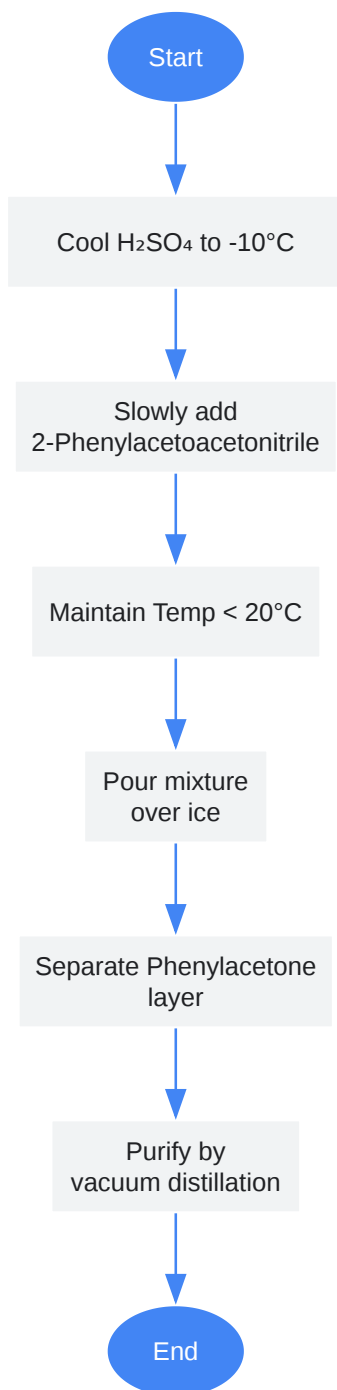 Start
Cool H₂SO₄ to -10°C
Slowly add
2-Phenylacetoacetonitrile
Maintain Temp < 20°C
Pour mixture
over ice
Separate Phenylacetone
layer
Purify by
vacuum distillation
End